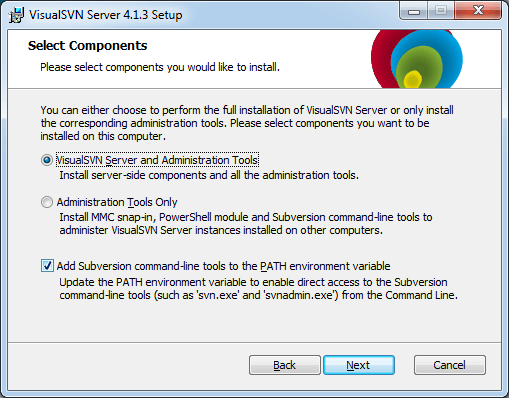 VisualSVN Server 4.1.3 Setup
Select Components
Please select components you would like to install.
You can either choose to perform the full installation of VisualSVN Server or only install
the corresponding administration tools. Please select components you want to be
installed on this computer.
VisualSVN Server and Administration Tools
Install server-side components and all the administration tools.
Administration Tools Only
Install MMC snap-in, PowerShell module and Subversion command-line tools to
administer VisualSVN Server instances installed on other computers.
Add Subversion command-line tools to the PATH environment variable
Update the PATH environment variable to enable direct access to the Subversion
command-line tools (such as 'svn.exe' and 'svnadmin.exe') from the Command Line.
Back
Next
Cancel